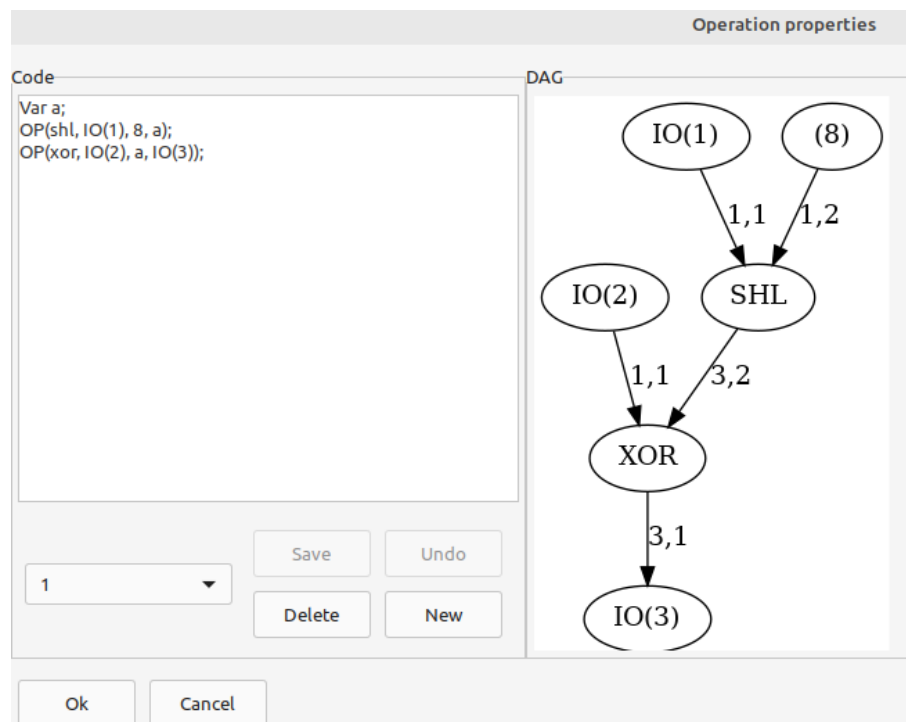 Operation properties
Code
Var a;
OP(shl, IO(1), 8, a);
OP(xor, IO(2), a, IO(3));
1
Save
Undo
Delete
New
DAG
IO(1)
(8)
1,1
1,2
IO(2)
SHL
1,1
3,2
XOR
3,1
IO(3)
Ok
Cancel